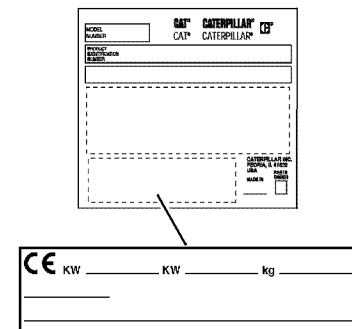 MODEL
NUMBER
CAT® CATERPILLAR®
CAT® CATERPILLAR®
PRODUCT
IDENTIFICATION
NUMBER
CATERPILLAR INC.
PEORIA, IL 61629
USA
MADE IN
CE KW KW kg